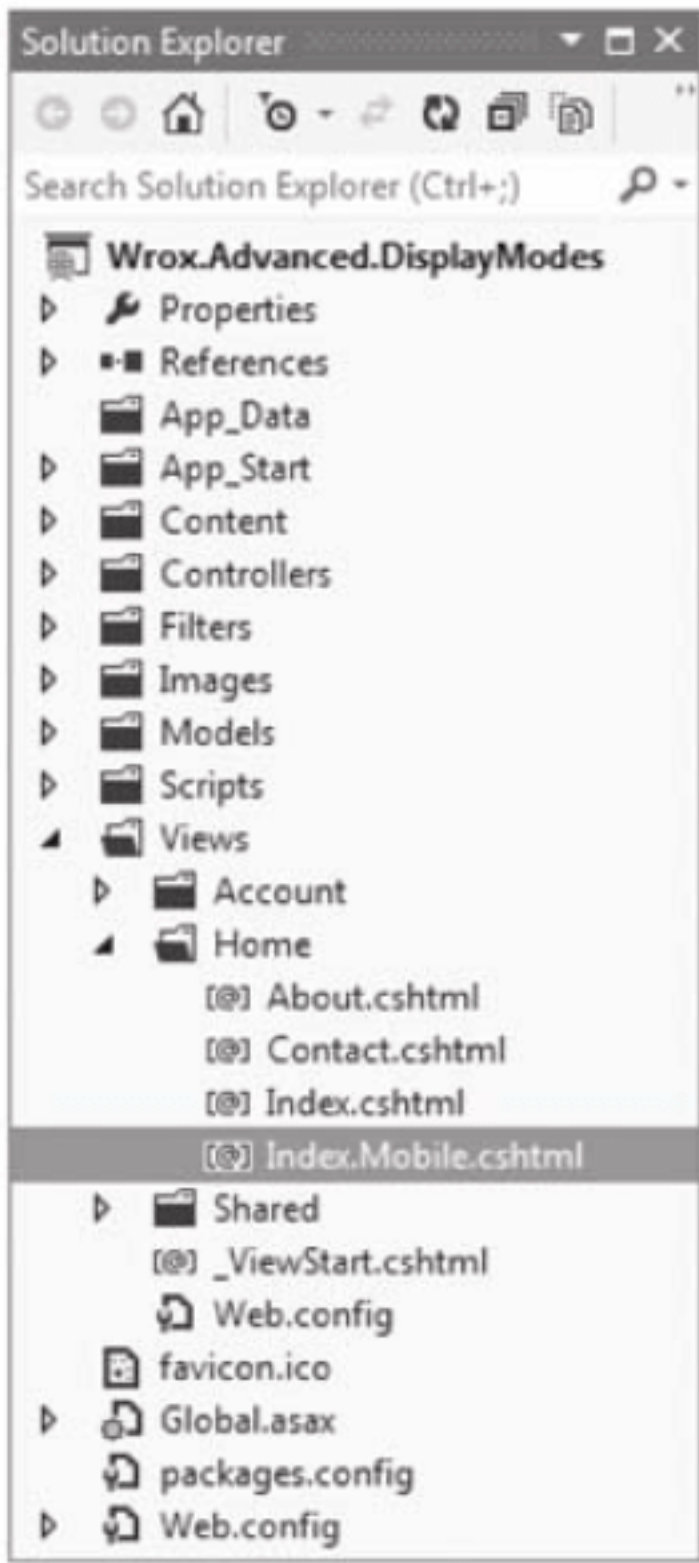 Solution Explorer
Search Solution Explorer (Ctrl+;)
Wrox.Advanced.DisplayModes
Properties
References
App_Data
App_Start
Content
Controllers
Filters
Images
Models
Scripts
Views
Account
Home
[@] About.cshtml
[@] Contact.cshtml
[@] Index.cshtml
[@] Index.Mobile.cshtml
Shared
[@] _ViewStart.cshtml
Web.config
favicon.ico
Global.asax
packages.config
Web.config